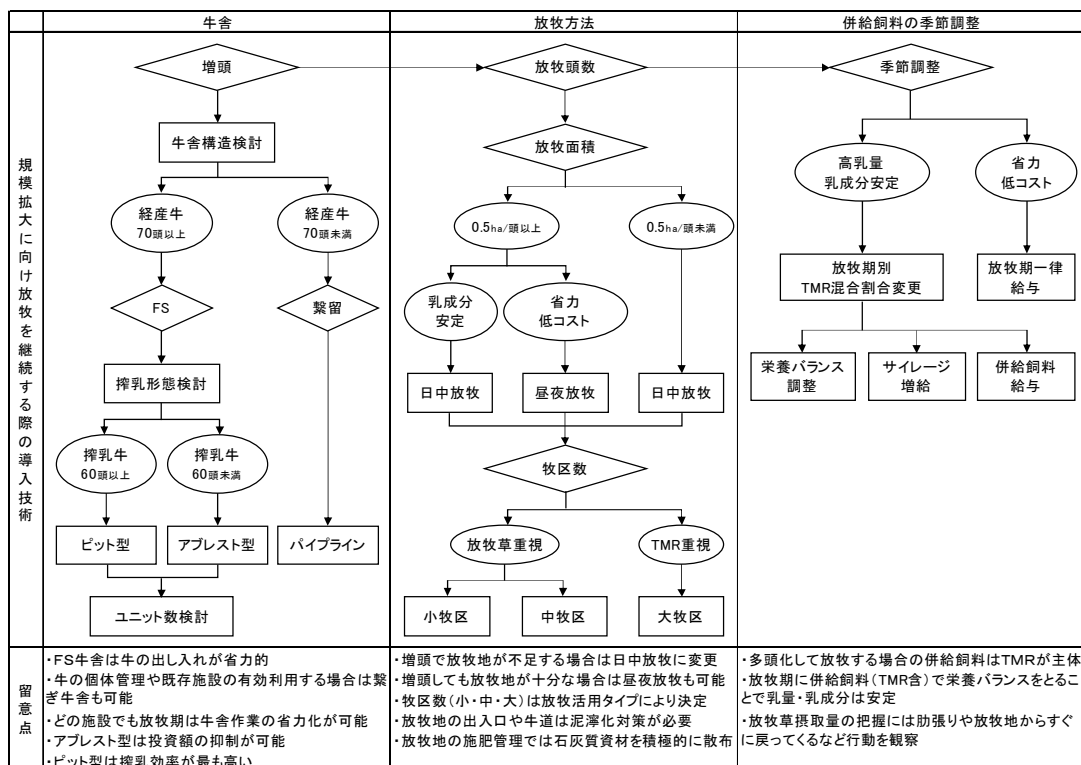 牛舎
放牧方法
併給飼料の季節調整
規模拡大に向け放牧を継続する際の導入技術
増頭
牛舎構造検討
経産牛
70頭以上
経産牛
70頭未満
FS
繋留
搾乳形態検討
搾乳牛
60頭以上
搾乳牛
60頭未満
ピット型
アブレスト型
パイプライン
ユニット数検討
放牧頭数
放牧面積
0.5ha/頭以上
0.5ha/頭未満
乳成分
安定
省力
低コスト
日中放牧
昼夜放牧
日中放牧
牧区数
放牧草重視
TMR重視
小牧区
中牧区
大牧区
季節調整
高乳量
乳成分安定
省力
低コスト
放牧期別
TMR混合割合変更
放牧期一律
給与
栄養バランス
調整
サイレージ
増給
併給飼料
給与
留意点
・FS牛舎は牛の出し入れが省力的
・牛の個体管理や既存施設の有効利用する場合は繋
ぎ牛舎も可能
・どの施設でも放牧期は牛舎作業の省力化が可能
・アブレスト型は投資額の抑制が可能
・ピット型は搾乳効率が最も高い
・増頭で放牧地が不足する場合は日中放牧に変更
・増頭しても放牧地が十分な場合は昼夜放牧も可能
・牧区数(小・中・大)は放牧活用タイプにより決定
・放牧地の出入口や牛道は泥濘化対策が必要
・放牧地の施肥管理では石灰質資材を積極的に散布
・多頭化して放牧する場合の併給飼料はTMRが主体
・放牧期に併給飼料(TMR含)で栄養バランスをとるこ
とで乳量・乳成分は安定
・放牧草摂取量の把握には肋張りや放牧地からすぐ
に戻ってくるなど行動を観察